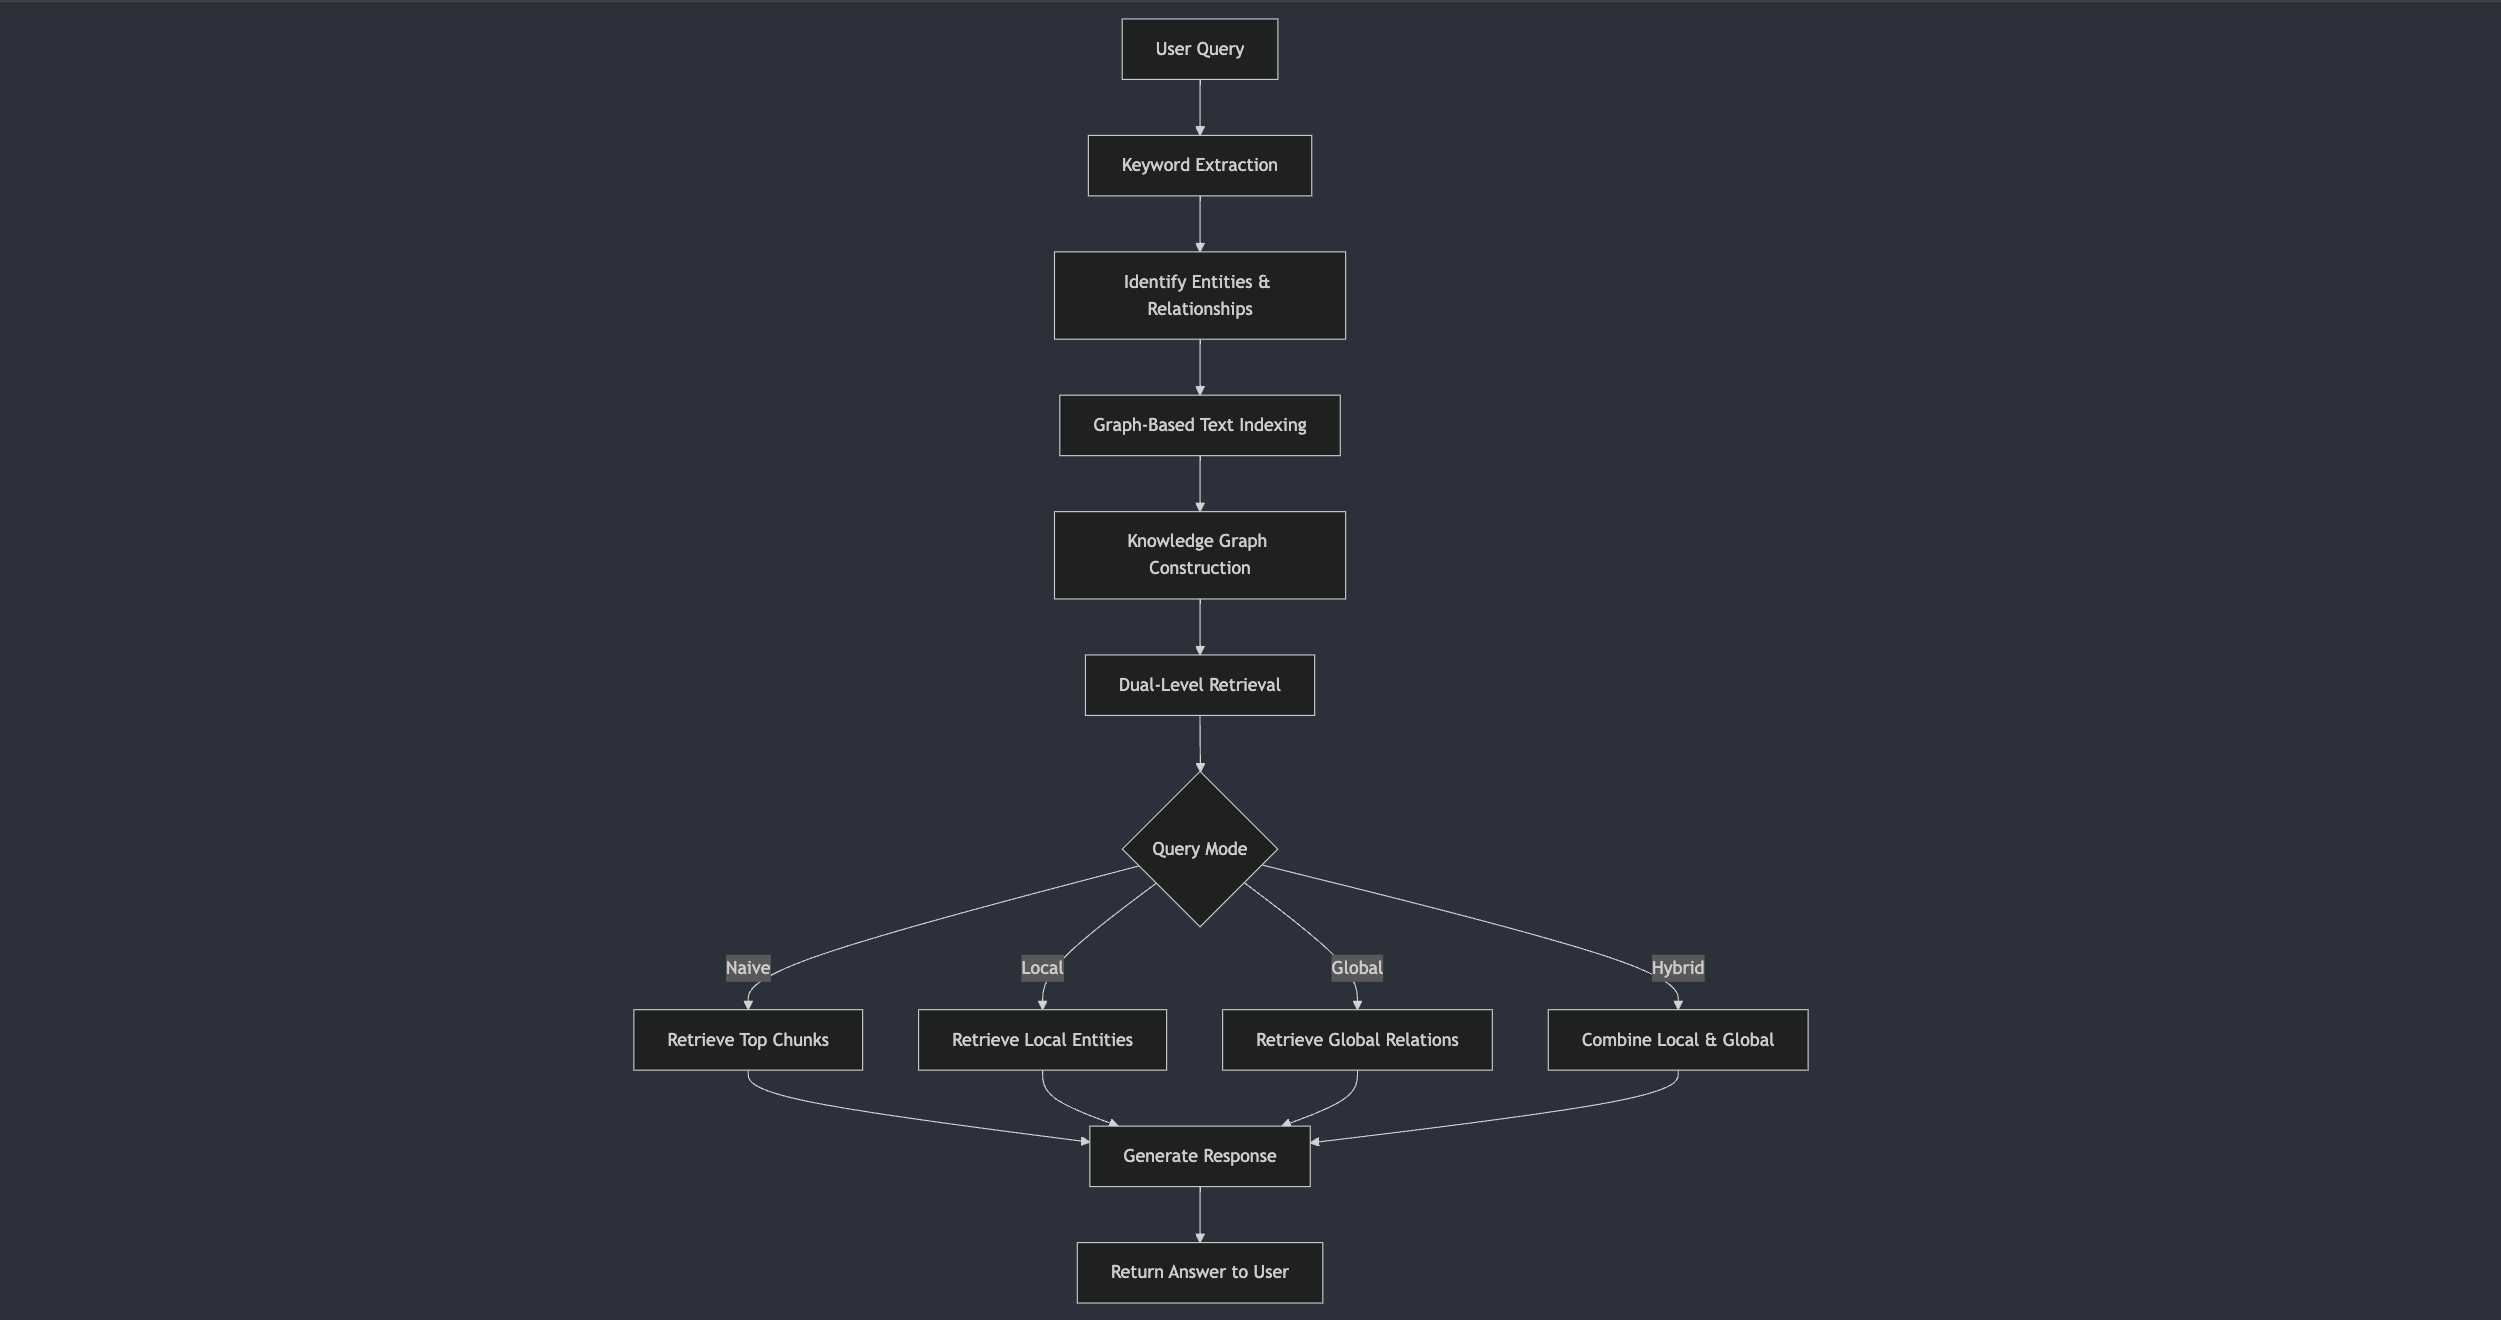 User Query
Keyword Extraction
Identify Entities &
Relationships
Graph-Based Text Indexing
Knowledge Graph
Construction
Dual-Level Retrieval
Query Mode
Naive
Local
Global
Hybrid
Retrieve Top Chunks
Retrieve Local Entities
Retrieve Global Relations
Combine Local & Global
Generate Response
Return Answer to User